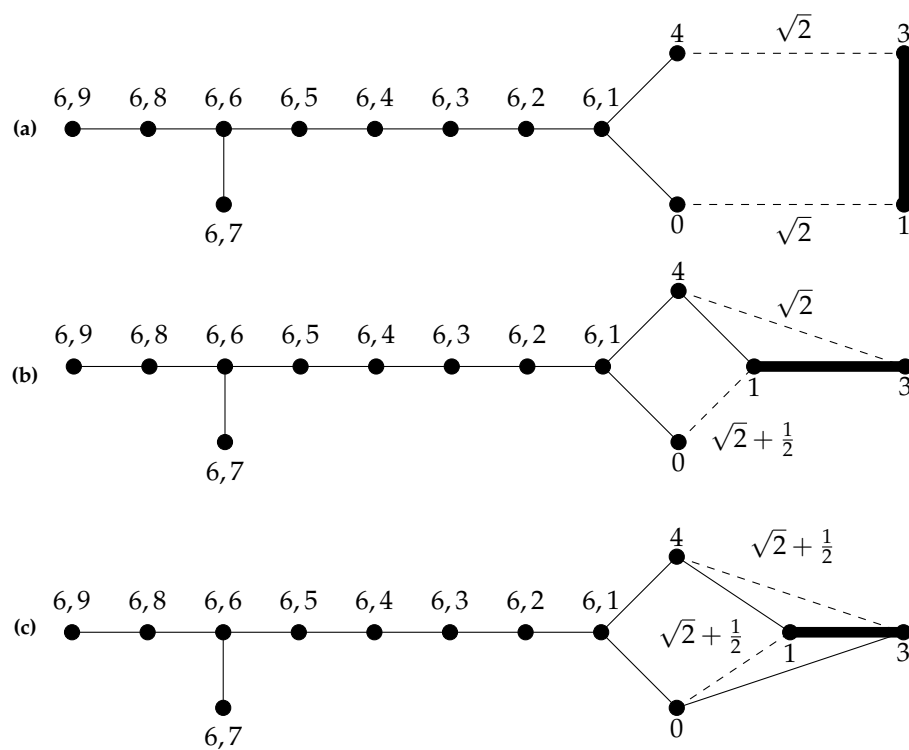 4 √2 3
6,9 6,8 6,6 6,5 6,4 6,3 6,2 6,1
(a)
6,7 0 √2 1
4 √2
6,9 6,8 6,6 6,5 6,4 6,3 6,2 6,1
(b) 1 3
6,7 0 √2 + 1/2
4 √2 + 1/2
6,9 6,8 6,6 6,5 6,4 6,3 6,2 6,1
(c) √2 + 1/2 1 3
6,7 0